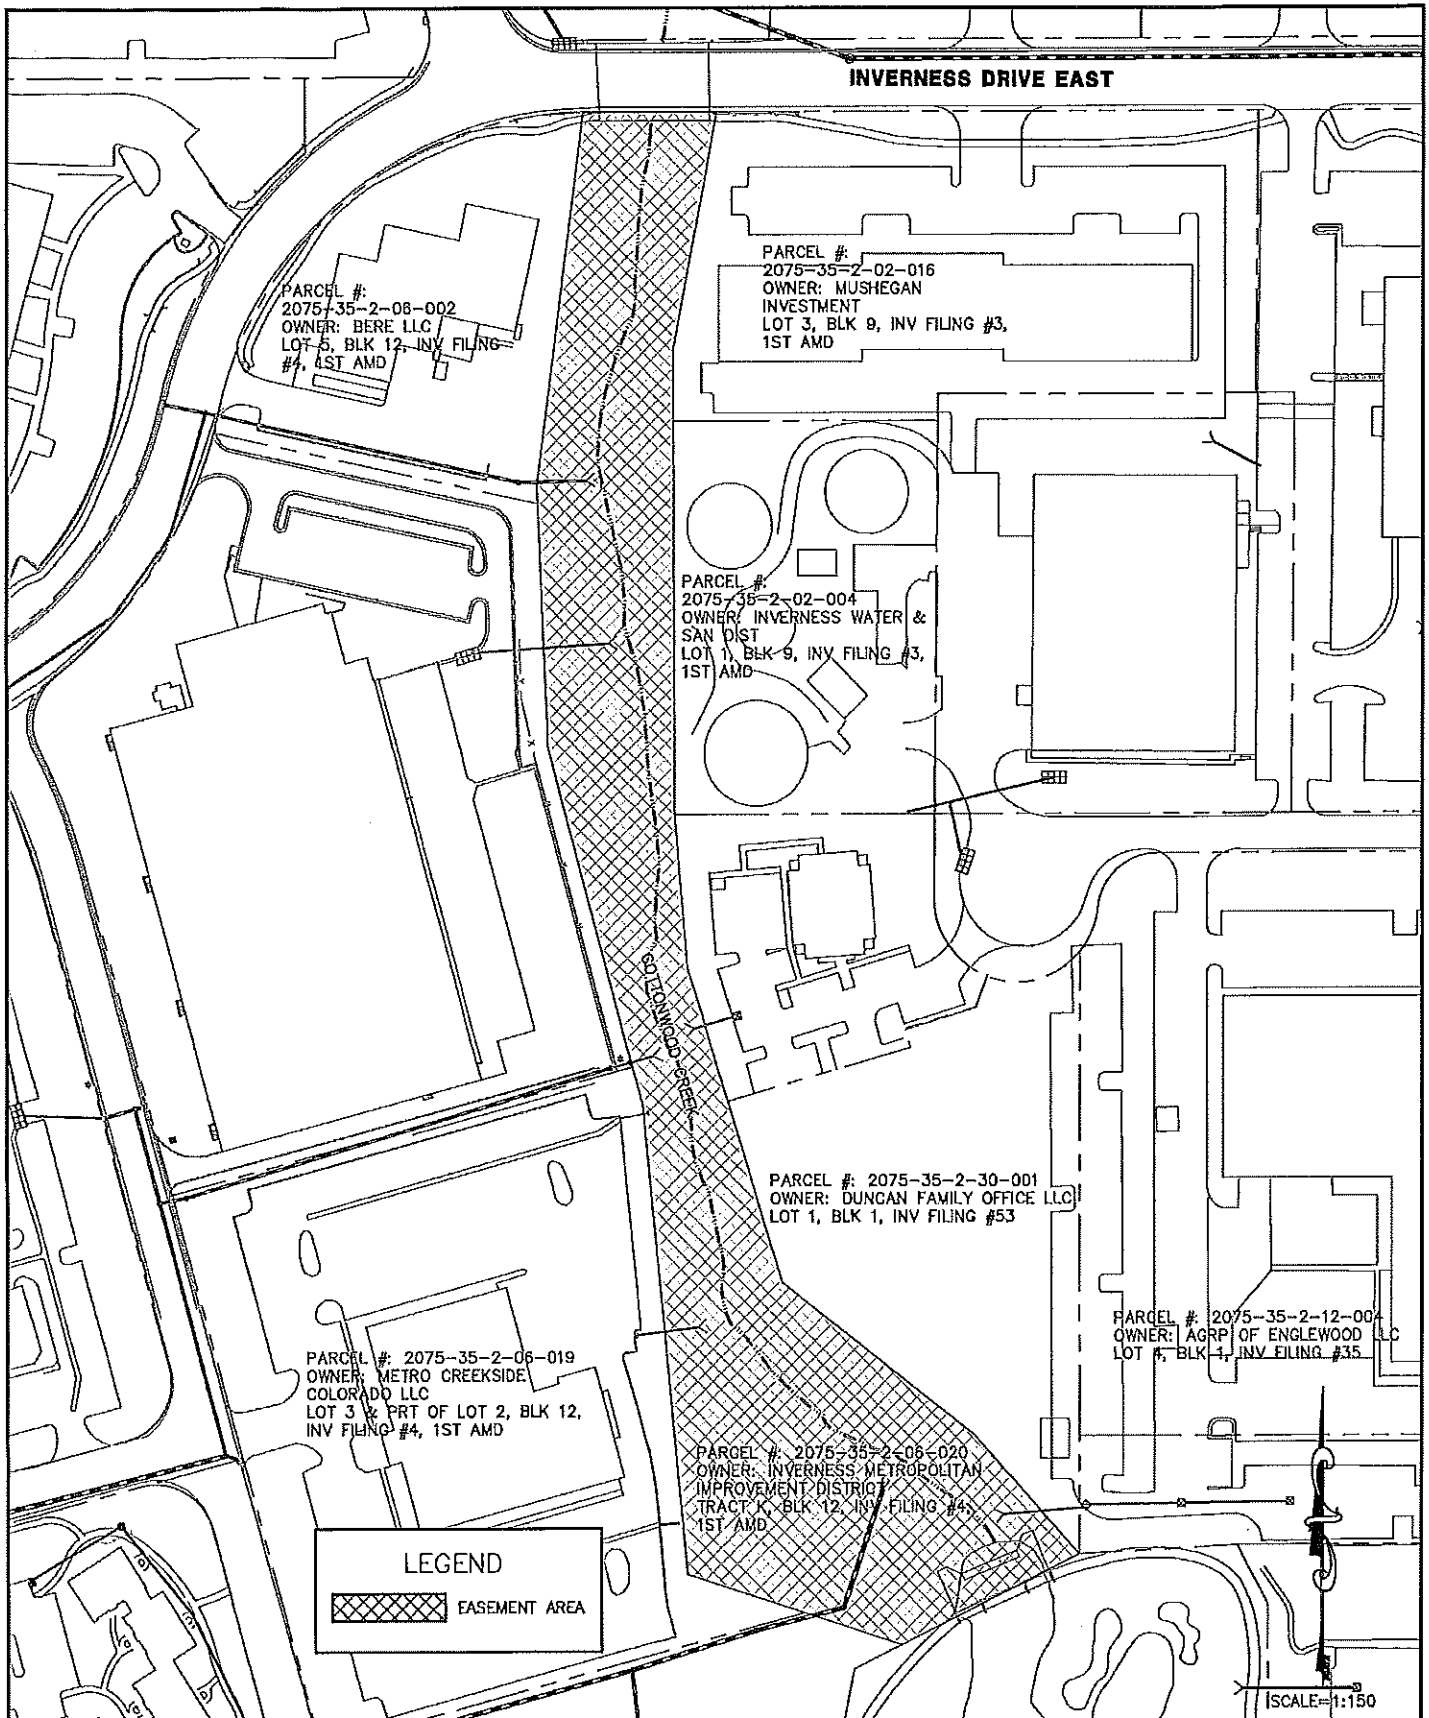 INVERNESS DRIVE EAST
PARCEL #:
2075-35-2-02-016
OWNER: MUSHEGAN
INVESTMENT
LOT 3, BLK 9, INV FILING #3,
1ST AMD
PARCEL #:
2075-35-2-06-002
OWNER: BERE LLC
LOT 5, BLK 12, INV FILING
#4, 1ST AMD
PARCEL #:
2075-35-2-02-004
OWNER: INVERNESS WATER &
SAN DIST
LOT 1, BLK 9, INV FILING #3,
1ST AMD
COTTONWOOD CREEK
PARCEL #: 2075-35-2-30-001
OWNER: DUNCAN FAMILY OFFICE LLC
LOT 1, BLK 1, INV FILING #53
PARCEL #: 2075-35-2-12-004
OWNER: AGRP OF ENGLEWOOD LLC
LOT 4, BLK 1, INV FILING #35
PARCEL #: 2075-35-2-06-019
OWNER: METRO CREEKSIDE
COLORADO LLC
LOT 3 & PRT OF LOT 2, BLK 12,
INV FILING #4, 1ST AMD
PARCEL #: 2075-35-2-06-020
OWNER: INVERNESS METROPOLITAN
IMPROVEMENT DISTRICT
TRACT K, BLK 12, INV FILING #4,
1ST AMD
LEGEND
EASEMENT AREA
SCALE=1:150